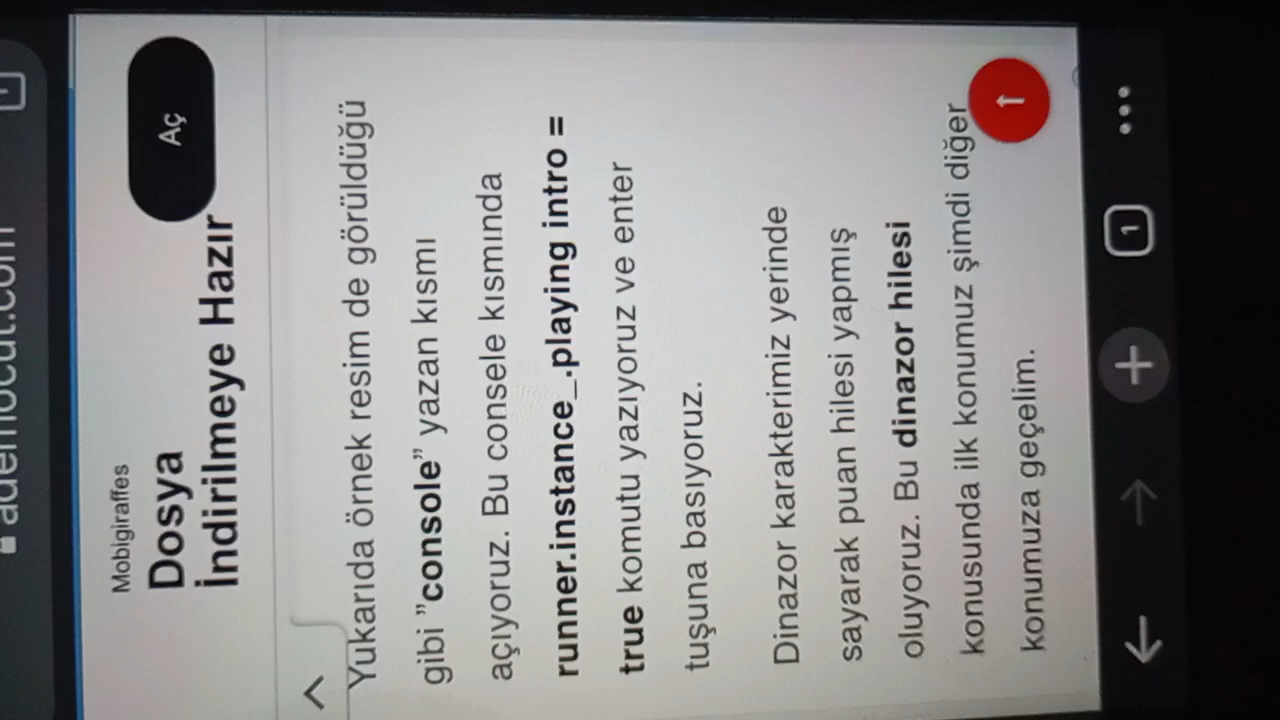 Mobigiraffes
Dosya
İndirilmeye Hazır
Aç
Yukarıda örnek resim de görüldüğü
gibi ”console” yazan kısmı
açıyoruz. Bu consele kısmında
runner.instance_.playing intro =
true komutu yazıyoruz ve enter
tuşuna basıyoruz.
Dinazor karakterimiz yerinde
sayarak puan hilesi yapmış
oluyoruz. Bu dinazor hilesi
konusunda ilk konumuz şimdi diğer
konumuza geçelim.
1